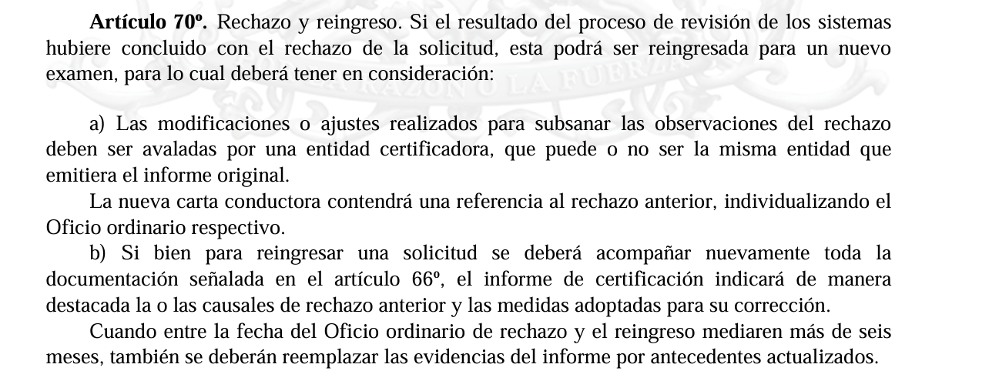 Artículo 70º. Rechazo y reingreso. Si el resultado del proceso de revisión de los sistemas
hubiere concluido con el rechazo de la solicitud, esta podrá ser reingresada para un nuevo
examen, para lo cual deberá tener en consideración:
RAZON O LA FUERZA
a) Las modificaciones o ajustes realizados para subsanar las observaciones del rechazo
deben ser avaladas por una entidad certificadora, que puede o no ser la misma entidad que
emitiera el informe original.
La nueva carta conductora contendrá una referencia al rechazo anterior, individualizando el
Oficio ordinario respectivo.
b) Si bien para reingresar una solicitud se deberá acompañar nuevamente toda la
documentación señalada en el artículo 66º, el informe de certificación indicará de manera
destacada la o las causales de rechazo anterior y las medidas adoptadas para su corrección.
Cuando entre la fecha del Oficio ordinario de rechazo y el reingreso mediaren más de seis
meses, también se deberán reemplazar las evidencias del informe por antecedentes actualizados.